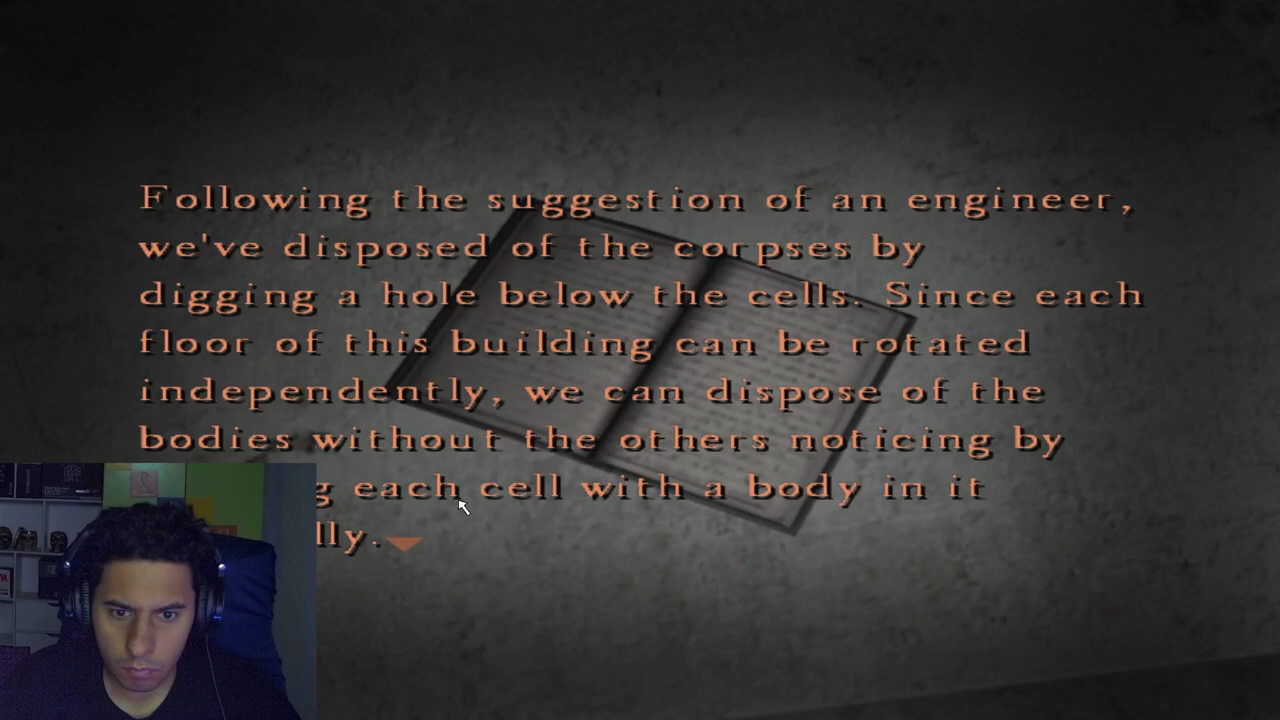 Following the suggestion of an engineer,
we've disposed of the corpses by
digging a hole below the cells. Since each
floor of this building can be rotated
independently, we can dispose of the
bodies without the others noticing by
each cell with a body in it